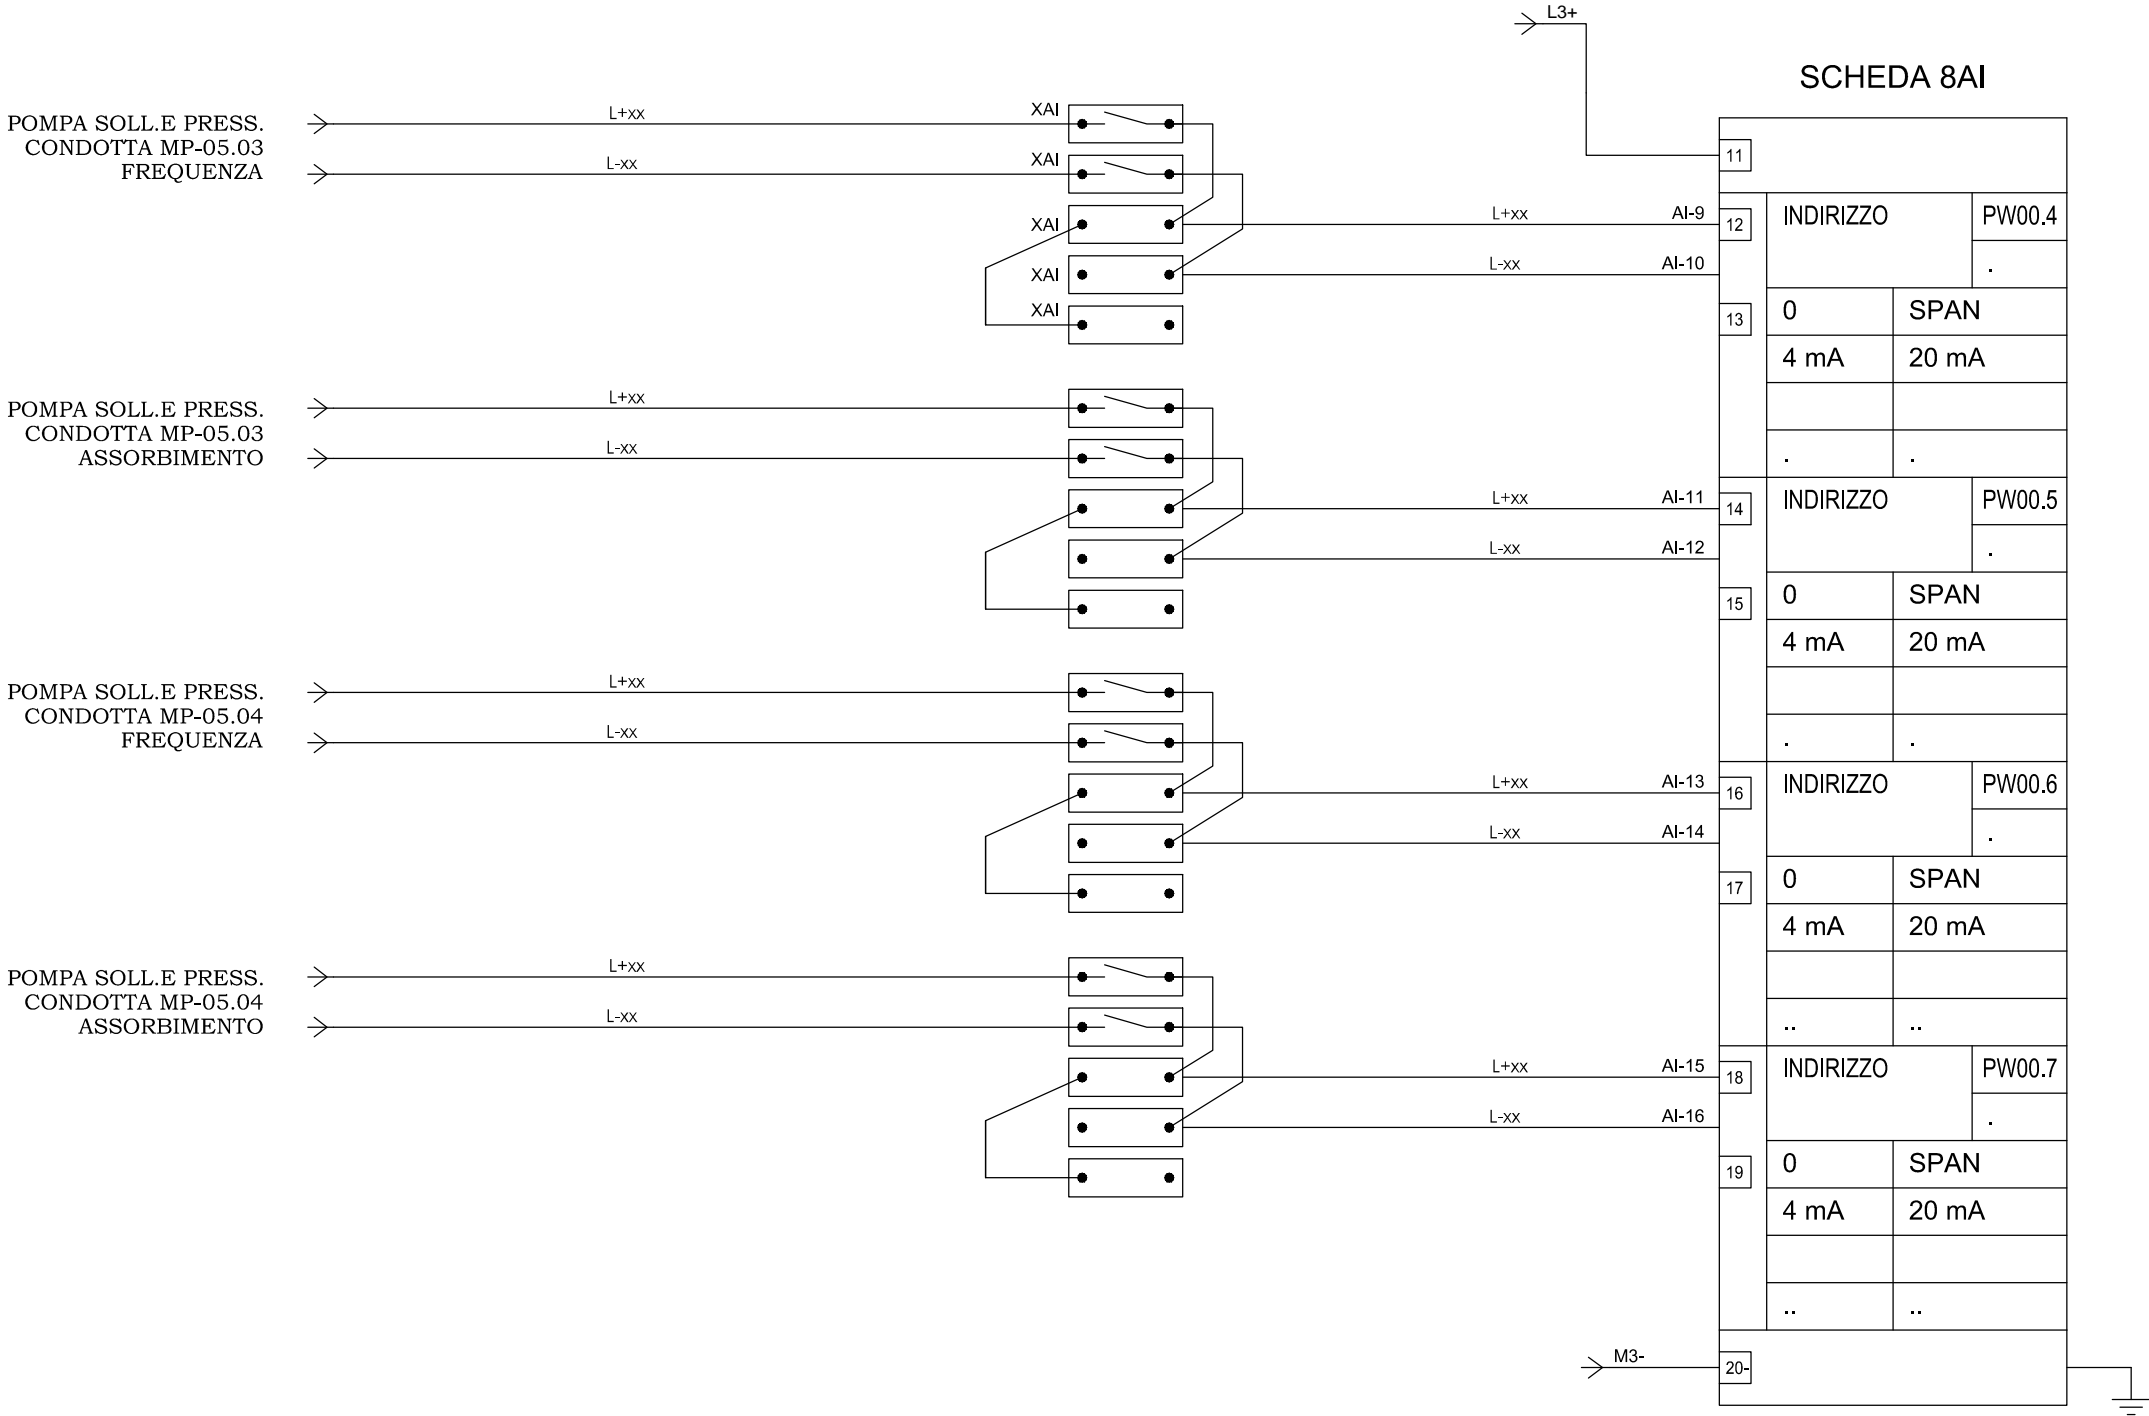 L3+
SCHEDA 8AI
POMPA SOLL.E PRESS.
CONDOTTA MP-05.03
FREQUENZA
L+xx
XAI
L-xx
XAI
XAI
XAI
XAI
L+xx
AI-9
L-xx
AI-10
11
12
INDIRIZZO
PW00.4
.
13
0
SPAN
4 mA
20 mA
.
.
POMPA SOLL.E PRESS.
CONDOTTA MP-05.03
ASSORBIMENTO
L+xx
L-xx
L+xx
AI-11
L-xx
AI-12
14
INDIRIZZO
PW00.5
.
15
0
SPAN
4 mA
20 mA
.
.
POMPA SOLL.E PRESS.
CONDOTTA MP-05.04
FREQUENZA
L+xx
L-xx
L+xx
AI-13
L-xx
AI-14
16
INDIRIZZO
PW00.6
.
17
0
SPAN
4 mA
20 mA
..
..
POMPA SOLL.E PRESS.
CONDOTTA MP-05.04
ASSORBIMENTO
L+xx
L-xx
L+xx
AI-15
L-xx
AI-16
18
INDIRIZZO
PW00.7
.
19
0
SPAN
4 mA
20 mA
..
..
M3-
20-